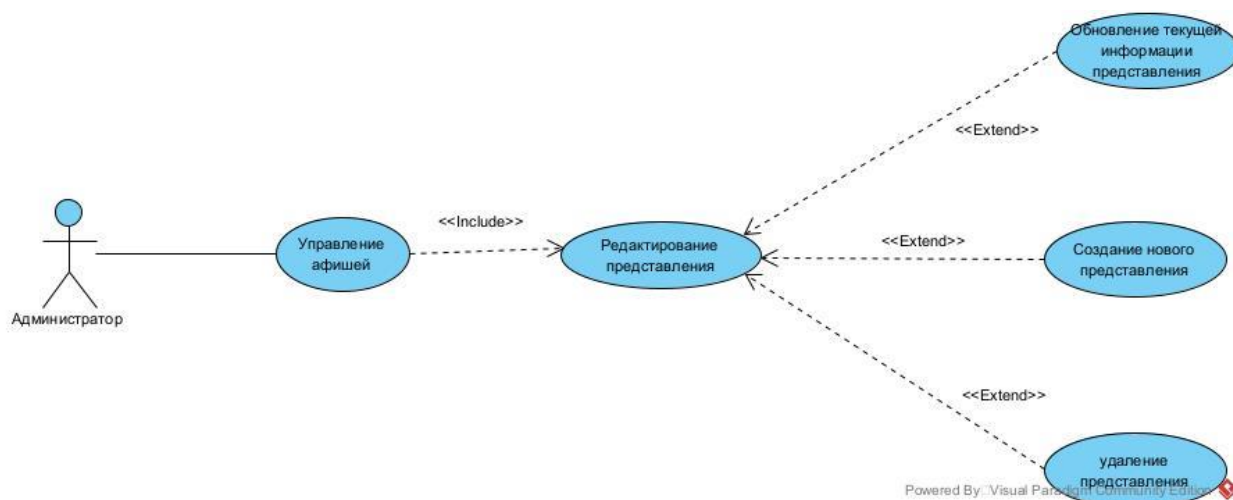 Обновление текущей
информации
представления
<<Extend>>
<<Include>>
Управление
афишей
Редактирование
представления
<<Extend>>
Создание нового
представления
Администратор
<<Extend>>
удаление
представления
Powered By Visual Paradigm Community Edition